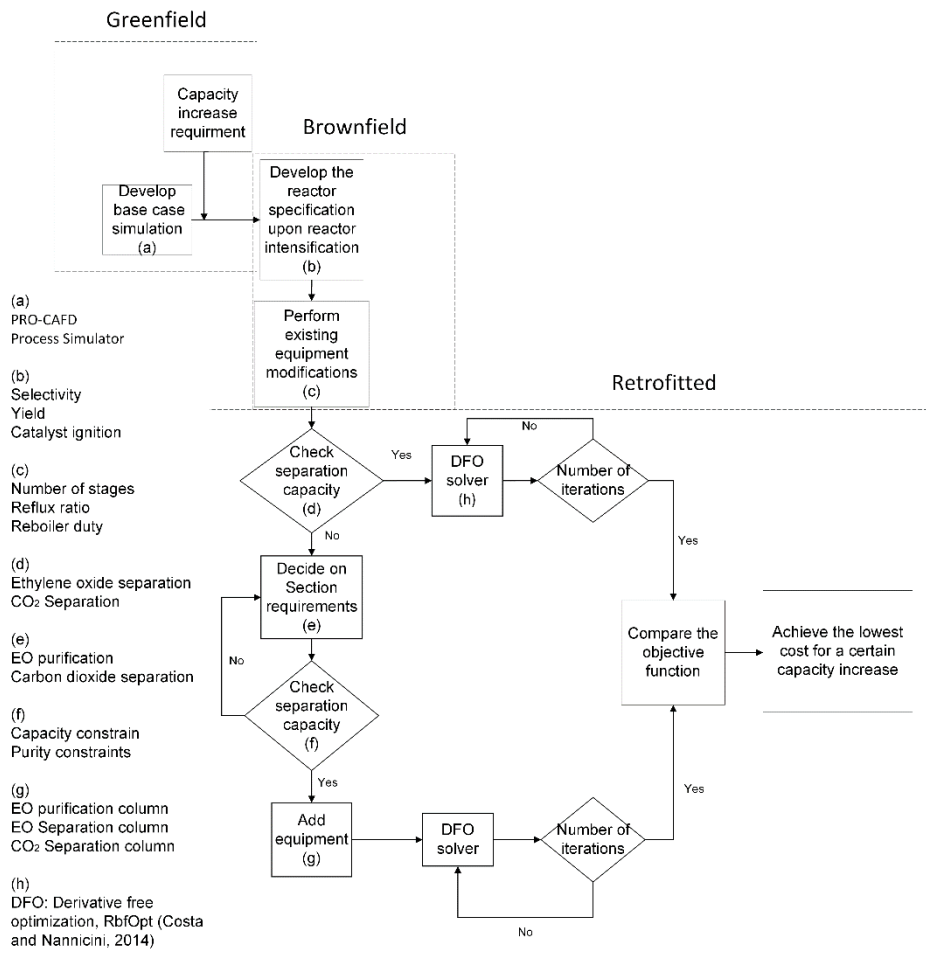 Greenfield
Capacity
increase
requirment
Brownfield
Develop
base case
simulation
(a)
Develop the
reactor
specification
upon reactor
intensification
(b)
(a)
PRO-CAFD
Process Simulator
Perform
existing
equipment
modifications
(c)
(b)
Selectivity
Yield
Catalyst ignition
Retrofitted
(c)
Number of stages
Reflux ratio
Reboiler duty
Check
separation
capacity
(d)
Yes
No
DFO
solver
(h)
No
Number of
iterations
Yes
(d)
Ethylene oxide separation
CO₂ Separation
Decide on
Section
requirements
(e)
No
(e)
EO purification
Carbon dioxide separation
Compare the
objective
function
Achieve the lowest
cost for a certain
capacity increase
Check
separation
capacity
(f)
Yes
(f)
Capacity constrain
Purity constraints
(g)
EO purification column
EO Separation column
CO₂ Separation column
Add
equipment
(g)
DFO
solver
Number of
iterations
Yes
No
(h)
DFO: Derivative free
optimization, RbfOpt (Costa
and Nannicini, 2014)